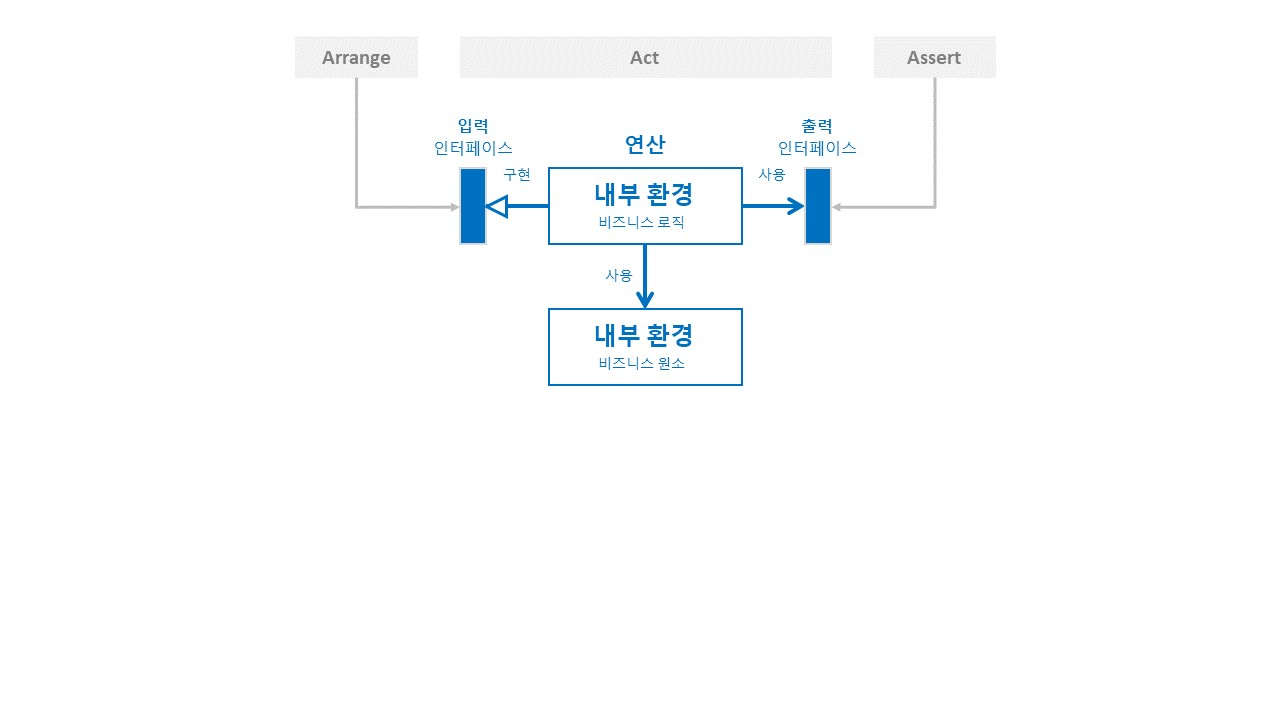 Arrange
Act
Assert
입력
인터페이스
연산
출력
인터페이스
구현
내부 환경
비즈니스 로직
사용
사용
내부 환경
비즈니스 원소